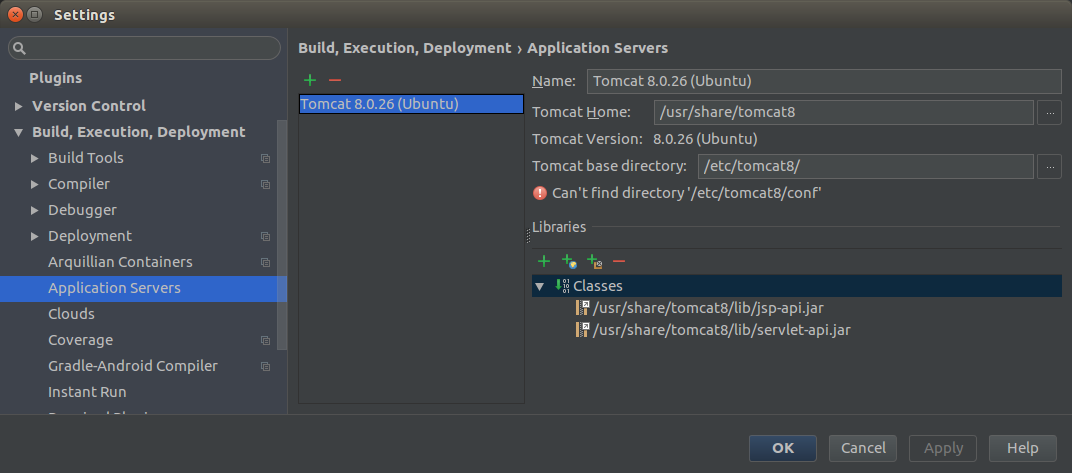 Settings
Plugins
Version Control
Build, Execution, Deployment
Build Tools
Compiler
Debugger
Deployment
Arquillian Containers
Application Servers
Clouds
Coverage
Gradle-Android Compiler
Instant Run
Build, Execution, Deployment › Application Servers
Tomcat 8.0.26 (Ubuntu)
Name: Tomcat 8.0.26 (Ubuntu)
Tomcat Home: /usr/share/tomcat8 ...
Tomcat Version: 8.0.26 (Ubuntu)
Tomcat base directory: /etc/tomcat8/ ...
Can't find directory '/etc/tomcat8/conf'
Libraries
Classes
/usr/share/tomcat8/lib/jsp-api.jar
/usr/share/tomcat8/lib/servlet-api.jar
OK Cancel Apply Help